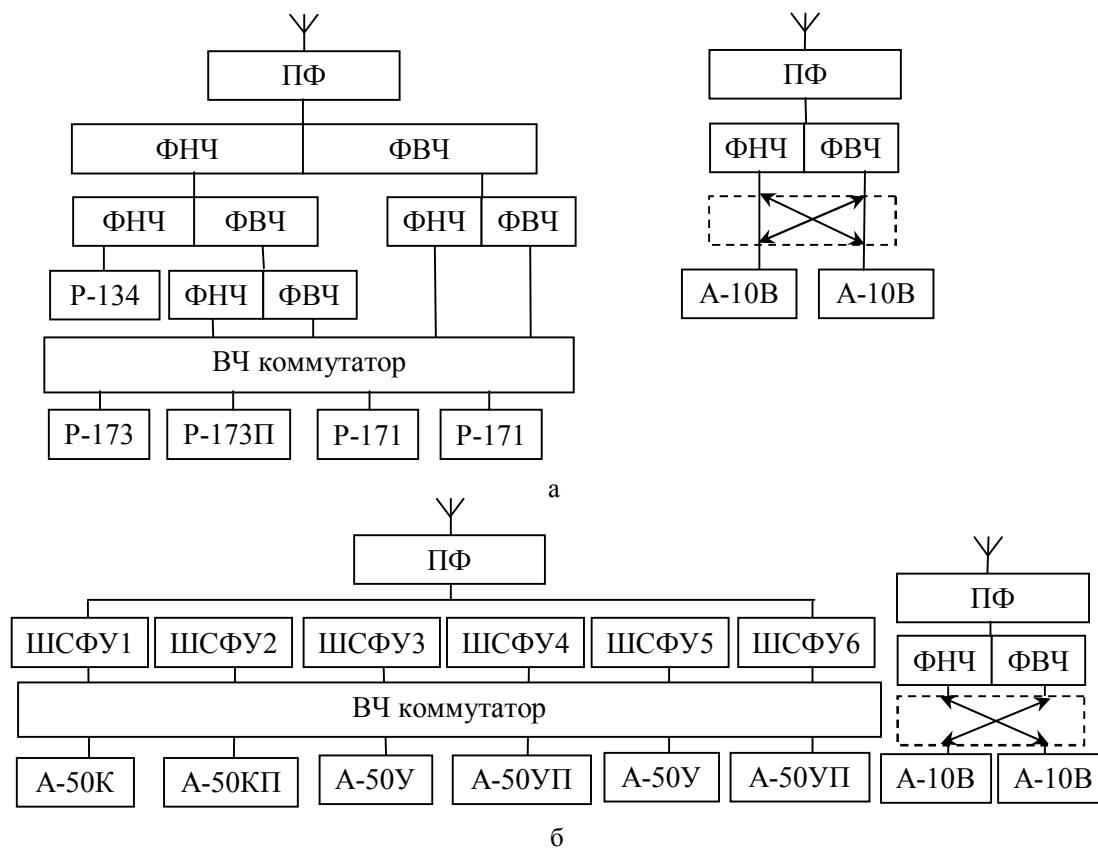 ПФ ПФ
ФНЧ ФВЧ ФНЧ ФВЧ
ФНЧ ФВЧ ФНЧ ФВЧ
Р-134 ФНЧ ФВЧ А-10В А-10В
ВЧ коммутатор
Р-173 Р-173П Р-171 Р-171
а
ПФ ПФ
ШСФУ1 ШСФУ2 ШСФУ3 ШСФУ4 ШСФУ5 ШСФУ6 ФНЧ ФВЧ
ВЧ коммутатор
А-50К А-50КП А-50У А-50УП А-50У А-50УП А-10В А-10В
б